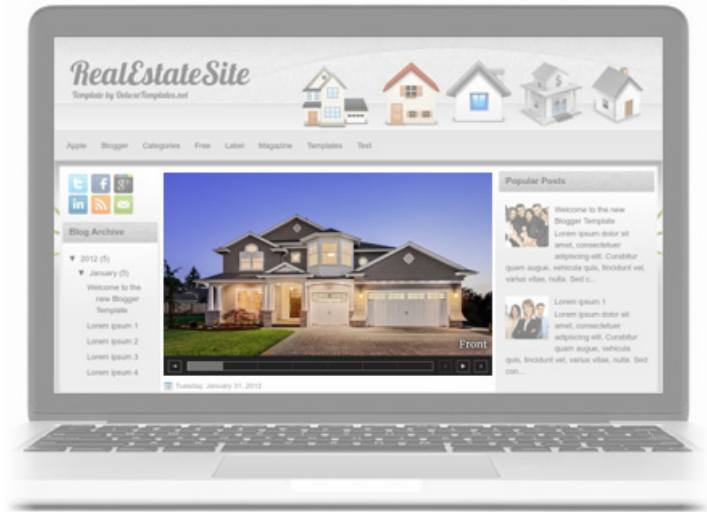 RealEstateSite
Template by DeluxeTemplates.net
Apple Blogger Categories Free Label Magazine Templates Test
Blog Archive
▼ 2012 (5)
▼ January (5)
Welcome to the
new Blogger
Template
Lorem ipsum 1
Lorem ipsum 2
Lorem ipsum 3
Lorem ipsum 4
Front
Tuesday, January 31, 2012
Popular Posts
Welcome to the new
Blogger Template
Lorem ipsum dolor sit
amet, consectetuer
adipiscing elit. Curabitur
quam augue, vehicula quis, tincidunt vel,
varius vitae, nulla. Sed c...
Lorem ipsum 1
Lorem ipsum dolor sit
amet, consectetuer
adipiscing elit. Curabitur
quam augue, vehicula
quis, tincidunt vel, varius vitae, nulla. Sed
con...